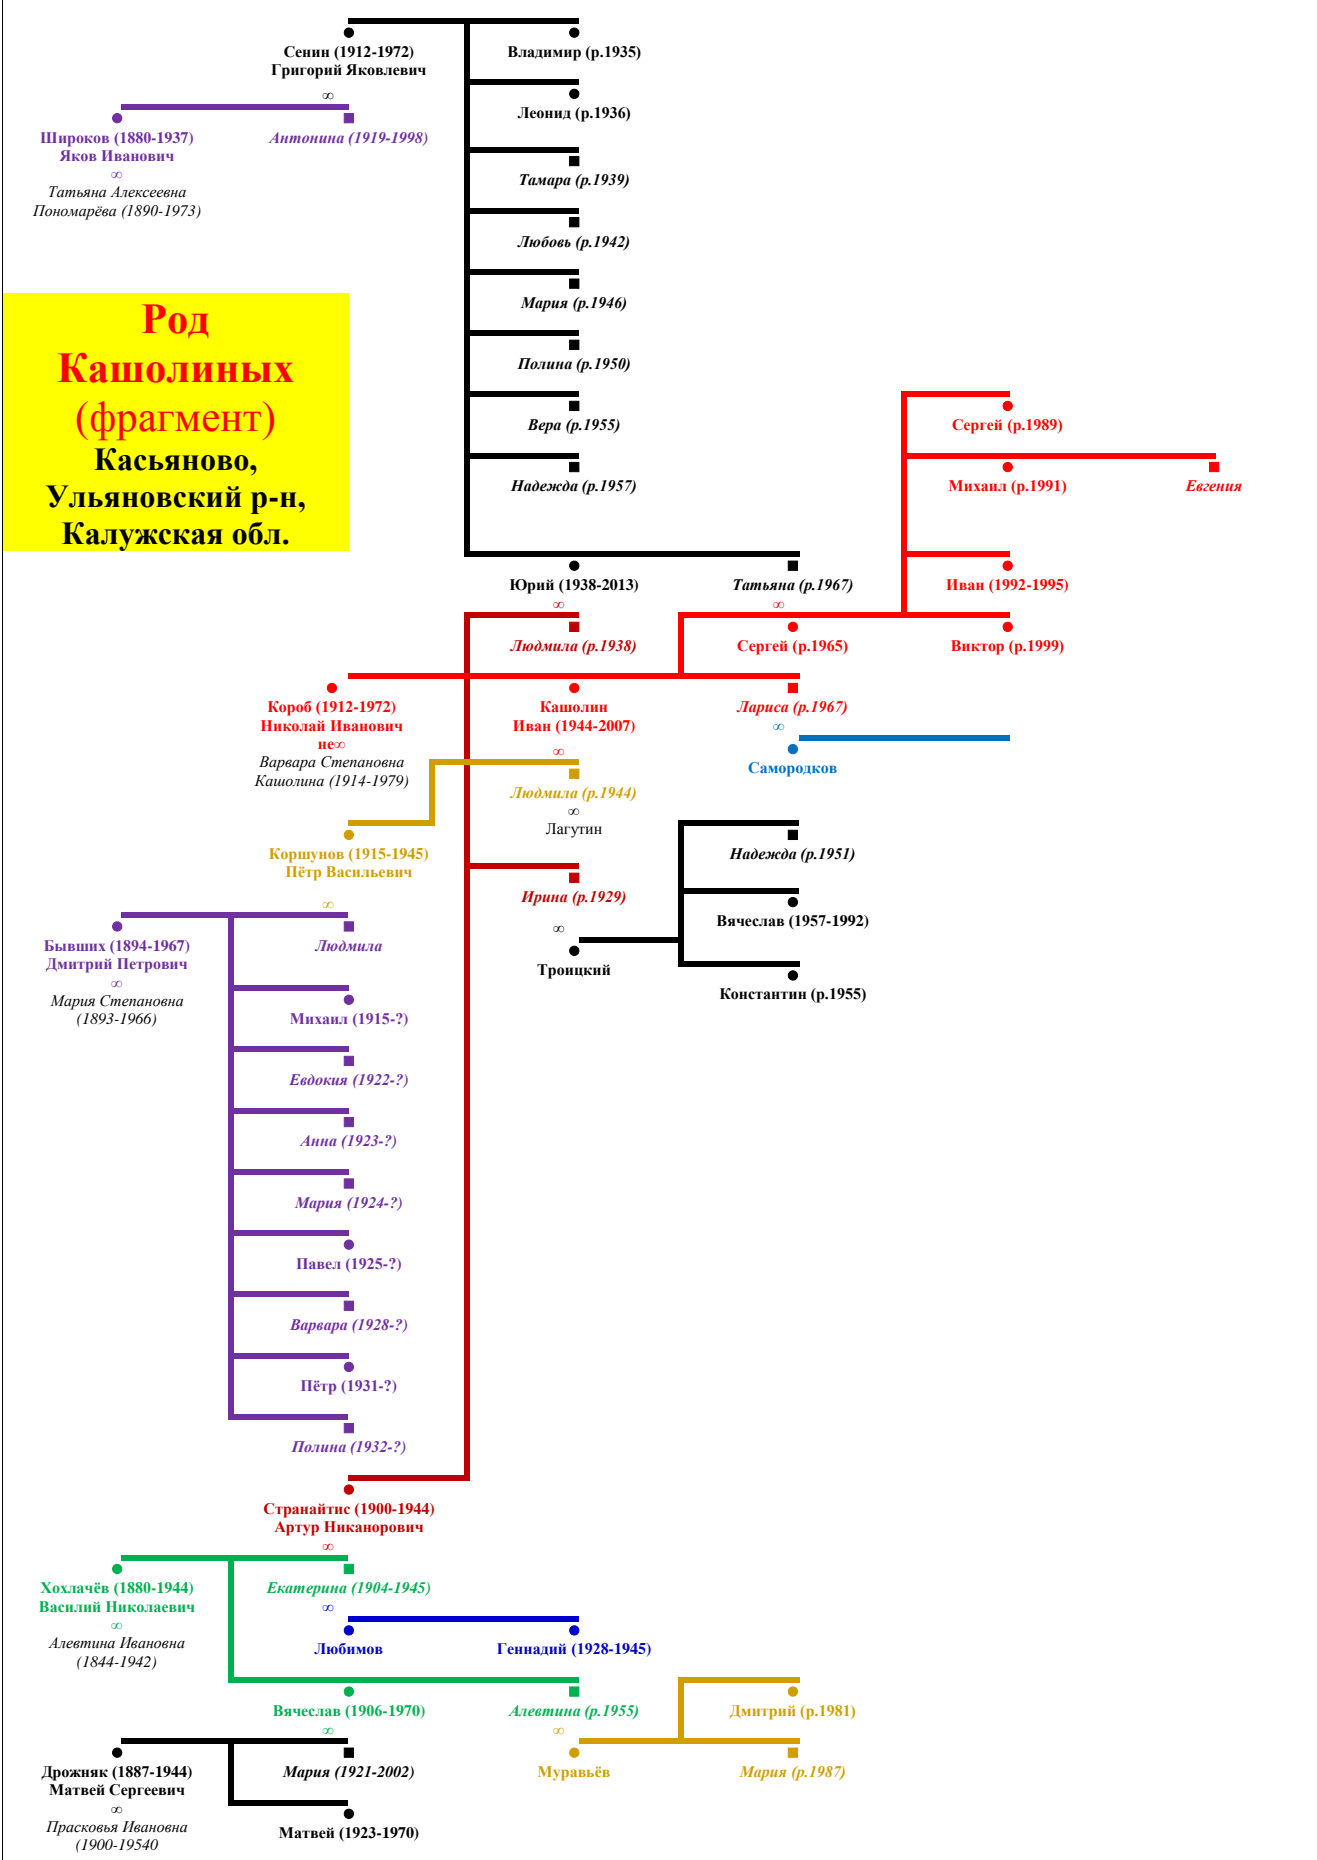 Сенин (1912-1972)
Григорий Яковлевич
∞
Владимир (р.1935)
Леонид (р.1936)
Широков (1880-1937)
Яков Иванович
∞
Татьяна Алексеевна
Пономарёва (1890-1973)
Антонина (1919-1998)
Тамара (р.1939)
Любовь (р.1942)
Мария (р.1946)
Полина (р.1950)
Вера (р.1955)
Надежда (р.1957)
Род
Кашолиных
(фрагмент)
Касьяново,
Ульяновский р-н,
Калужская обл.
Сергей (р.1989)
Михаил (р.1991)
Евгения
Юрий (1938-2013)
∞
Татьяна (р.1967)
∞
Иван (1992-1995)
Людмила (р.1938)
Сергей (р.1965)
Виктор (р.1999)
Короб (1912-1972)
Николай Иванович
не∞
Варвара Степановна
Кашолина (1914-1979)
Кашолин
Иван (1944-2007)
∞
Лариса (р.1967)
∞
Самородков
Людмила (р.1944)
∞
Лагутин
Коршунов (1915-1945)
Пётр Васильевич
∞
Надежда (р.1951)
Ирина (р.1929)
∞
Вячеслав (1957-1992)
Троицкий
Константин (р.1955)
Бывших (1894-1967)
Дмитрий Петрович
∞
Мария Степановна
(1893-1966)
Людмила
Михаил (1915-?)
Евдокия (1922-?)
Анна (1923-?)
Мария (1924-?)
Павел (1925-?)
Варвара (1928-?)
Пётр (1931-?)
Полина (1932-?)
Странайтис (1900-1944)
Артур Никанорович
∞
Хохлачёв (1880-1944)
Василий Николаевич
∞
Алевтина Ивановна
(1844-1942)
Екатерина (1904-1945)
∞
Любимов
Геннадий (1928-1945)
Вячеслав (1906-1970)
∞
Алевтина (р.1955)
∞
Дмитрий (р.1981)
Дрожняк (1887-1944)
Матвей Сергеевич
∞
Прасковья Ивановна
(1900-19540
Мария (1921-2002)
Муравьёв
Мария (р.1987)
Матвей (1923-1970)